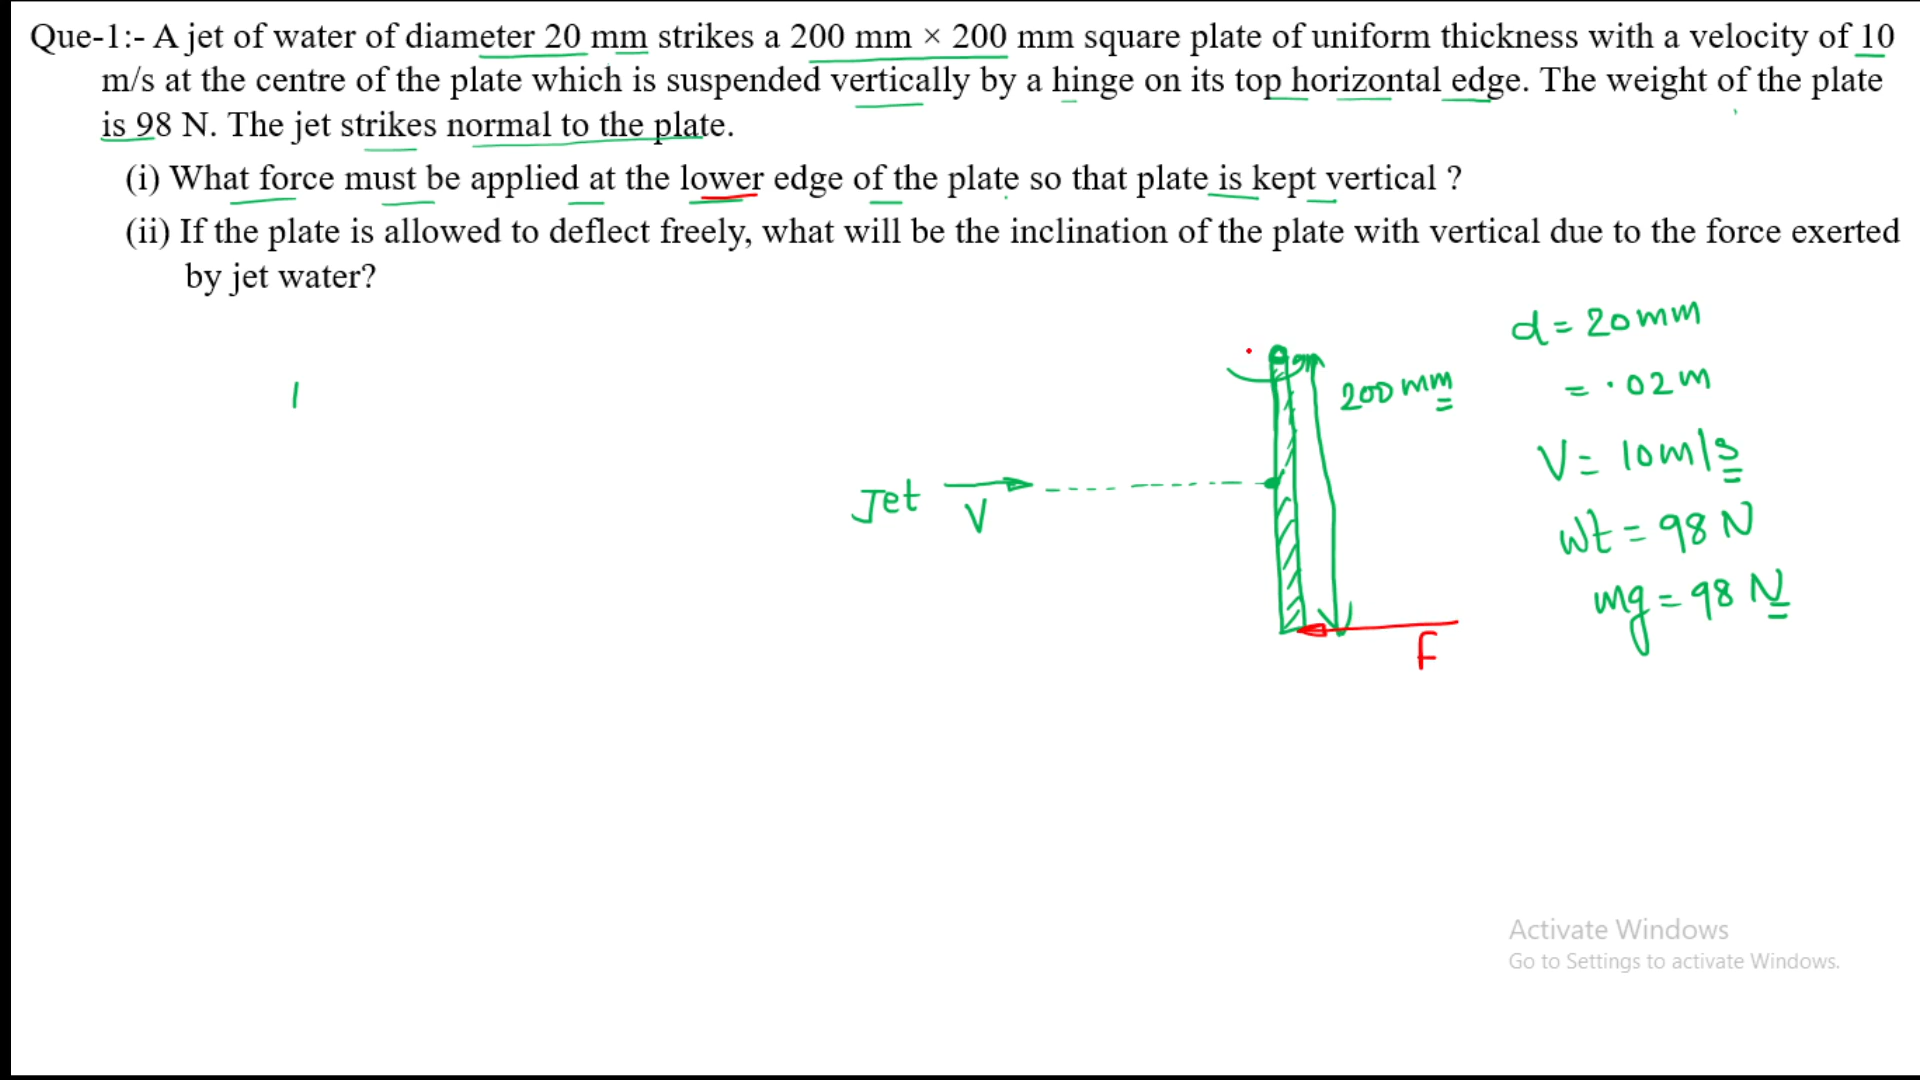 Que-1:- A jet of water of diameter 20 mm strikes a 200 mm × 200 mm square plate of uniform thickness with a velocity of 10
m/s at the centre of the plate which is suspended vertically by a hinge on its top horizontal edge. The weight of the plate
is 98 N. The jet strikes normal to the plate.
(i) What force must be applied at the lower edge of the plate so that plate is kept vertical ?
(ii) If the plate is allowed to deflect freely, what will be the inclination of the plate with vertical due to the force exerted
by jet water?
d = 20 mm
= .02 m
200 mm
V = 10 m/s
Jet
V
Wt = 98 N
mg = 98 N
F
Activate Windows
Go to Settings to activate Windows.